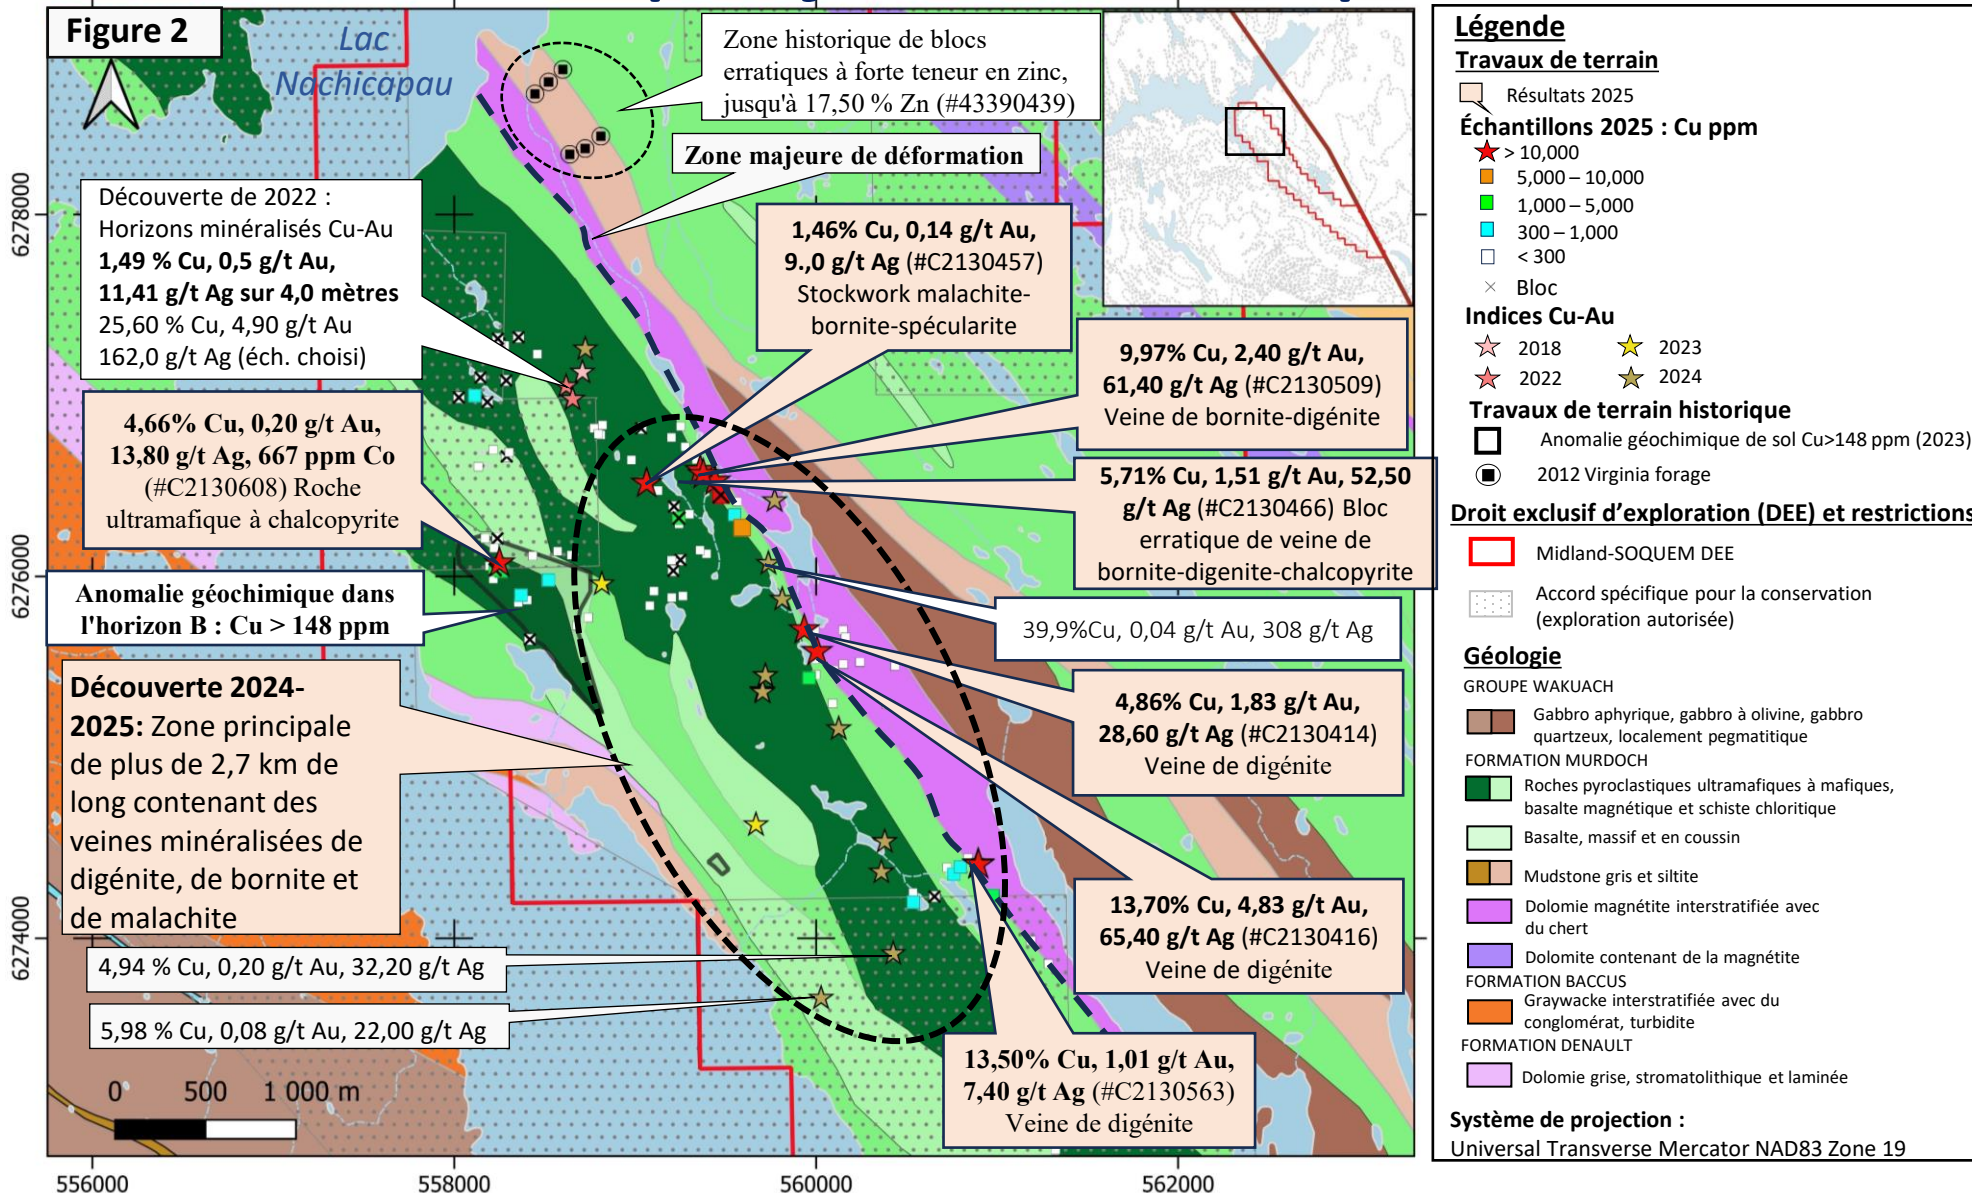 Figure 2
Lac
Nachicapau
Zone historique de blocs
erratiques à forte teneur en zinc,
jusqu'à 17,50 % Zn (#43390439)
Zone majeure de déformation
Découverte de 2022 :
Horizons minéralisés Cu-Au
1,49 % Cu, 0,5 g/t Au,
11,41 g/t Ag sur 4,0 mètres
25,60 % Cu, 4,90 g/t Au
162,0 g/t Ag (éch. choisi)
1,46% Cu, 0,14 g/t Au,
9.,0 g/t Ag (#C2130457)
Stockwork malachite-
bornite-spécularite
9,97% Cu, 2,40 g/t Au,
61,40 g/t Ag (#C2130509)
Veine de bornite-digénite
4,66% Cu, 0,20 g/t Au,
13,80 g/t Ag, 667 ppm Co
(#C2130608) Roche
ultramafique à chalcopyrite
5,71% Cu, 1,51 g/t Au, 52,50
g/t Ag (#C2130466) Bloc
erratique de veine de
bornite-digenite-chalcopyrite
Anomalie géochimique dans
l'horizon B : Cu > 148 ppm
39,9%Cu, 0,04 g/t Au, 308 g/t Ag
Découverte 2024-
2025: Zone principale
de plus de 2,7 km de
long contenant des
veines minéralisées de
digénite, de bornite et
de malachite
4,86% Cu, 1,83 g/t Au,
28,60 g/t Ag (#C2130414)
Veine de digénite
13,70% Cu, 4,83 g/t Au,
65,40 g/t Ag (#C2130416)
Veine de digénite
4,94 % Cu, 0,20 g/t Au, 32,20 g/t Ag
5,98 % Cu, 0,08 g/t Au, 22,00 g/t Ag
13,50% Cu, 1,01 g/t Au,
7,40 g/t Ag (#C2130563)
Veine de digénite
0 500 1 000 m
6278000
6276000
6274000
556000 558000 560000 562000
Légende
Travaux de terrain
Résultats 2025
Échantillons 2025 : Cu ppm
> 10,000
5,000 – 10,000
1,000 – 5,000
300 – 1,000
< 300
Bloc
Indices Cu-Au
2018 2023
2022 2024
Travaux de terrain historique
Anomalie géochimique de sol Cu>148 ppm (2023)
2012 Virginia forage
Droit exclusif d'exploration (DEE) et restrictions
Midland-SOQUEM DEE
Accord spécifique pour la conservation
(exploration autorisée)
Géologie
GROUPE WAKUACH
Gabbro aphyrique, gabbro à olivine, gabbro
quartzeux, localement pegmatitique
FORMATION MURDOCH
Roches pyroclastiques ultramafiques à mafiques,
basalte magnétique et schiste chloritique
Basalte, massif et en coussin
Mudstone gris et siltite
Dolomie magnétite interstratifiée avec
du chert
Dolomite contenant de la magnétite
FORMATION BACCUS
Graywacke interstratifiée avec du
conglomérat, turbidite
FORMATION DENAULT
Dolomie grise, stromatolithique et laminée
Système de projection :
Universal Transverse Mercator NAD83 Zone 19